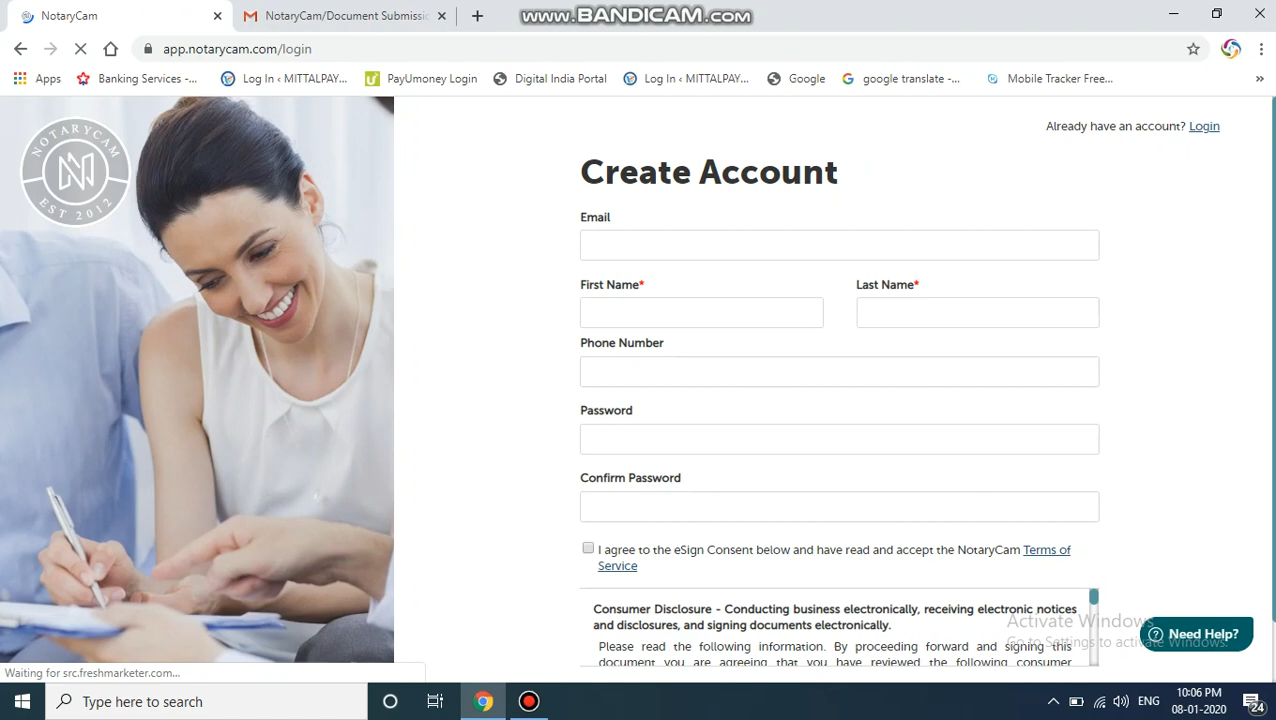 NotaryCam
NotaryCam/Document Submissi
www.BANDICAM.com
app.notarycam.com/login
Apps
Banking Services -...
Log In ‹ MITTALPAY...
PayUmoney Login
Digital India Portal
Log In ‹ MITTALPAY...
Google
google translate -...
Mobile Tracker Free...
»
NOTARYCAM
N
EST 2012
Already have an account? Login
Create Account
Email
First Name*
Last Name*
Phone Number
Password
Confirm Password
I agree to the eSign Consent below and have read and accept the NotaryCam Terms of
Service
Consumer Disclosure - Conducting business electronically, receiving electronic notices
and disclosures, and signing documents electronically.
Please read the following information. By proceeding forward and signing this
document you are agreeing that you have reviewed the following consumer
Activate Windows
Go to Settings to activate Windows.
Need Help?
Waiting for src.freshmarketer.com...
Type here to search
ENG
10:06 PM
08-01-2020
24